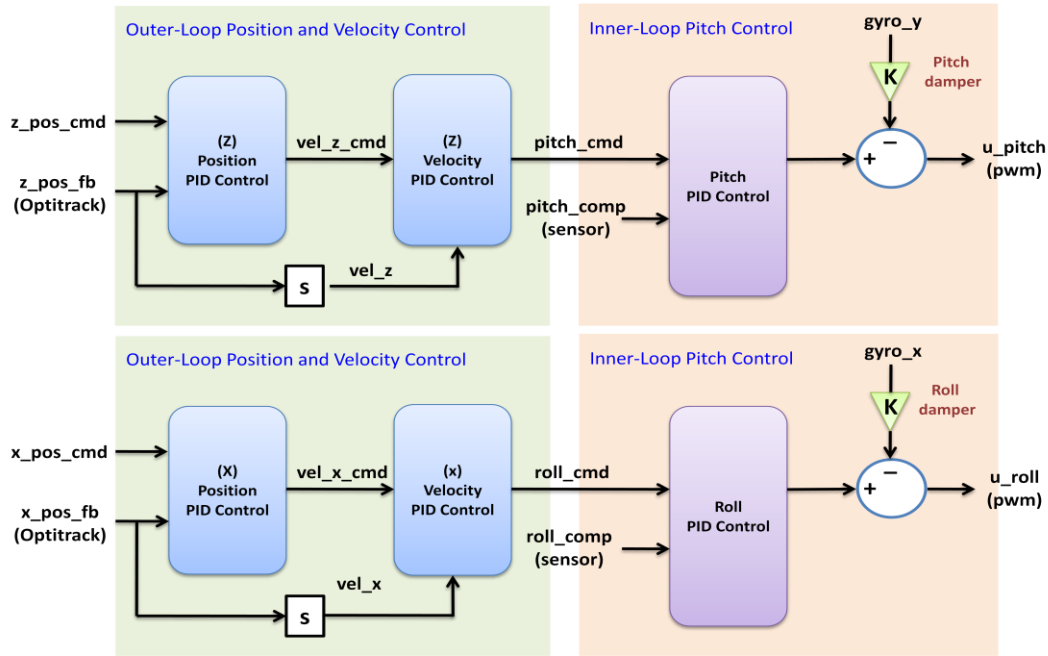 Outer-Loop Position and Velocity Control
Inner-Loop Pitch Control
gyro_y
K
Pitch
damper
z_pos_cmd
z_pos_fb
(Optitrack)
(Z)
Position
PID Control
vel_z_cmd
(Z)
Velocity
PID Control
pitch_cmd
pitch_comp
(sensor)
Pitch
PID Control
+
−
u_pitch
(pwm)
s
vel_z
Outer-Loop Position and Velocity Control
Inner-Loop Pitch Control
gyro_x
K
Roll
damper
x_pos_cmd
x_pos_fb
(Optitrack)
(X)
Position
PID Control
vel_x_cmd
(x)
Velocity
PID Control
roll_cmd
roll_comp
(sensor)
Roll
PID Control
+
−
u_roll
(pwm)
s
vel_x